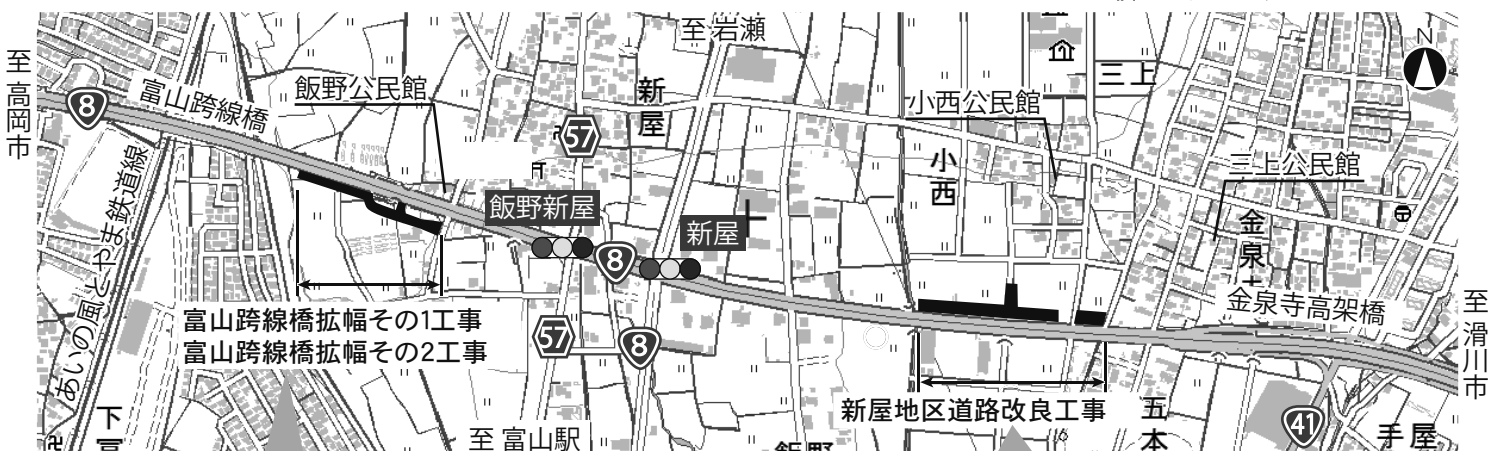 至 岩瀬
N
至 高岡市
8
富山跨線橋
飯野公民館
新屋
57
小西公民館
三上
小西
三上公民館
金泉寺
飯野新屋
新屋
8
あいの風とやま鉄道線
富山跨線橋拡幅その1工事
富山跨線橋拡幅その2工事
57
8
金泉寺高架橋
至 滑川市
新屋地区道路改良工事
41
五本
手屋
下冨
至 富山駅
飯野